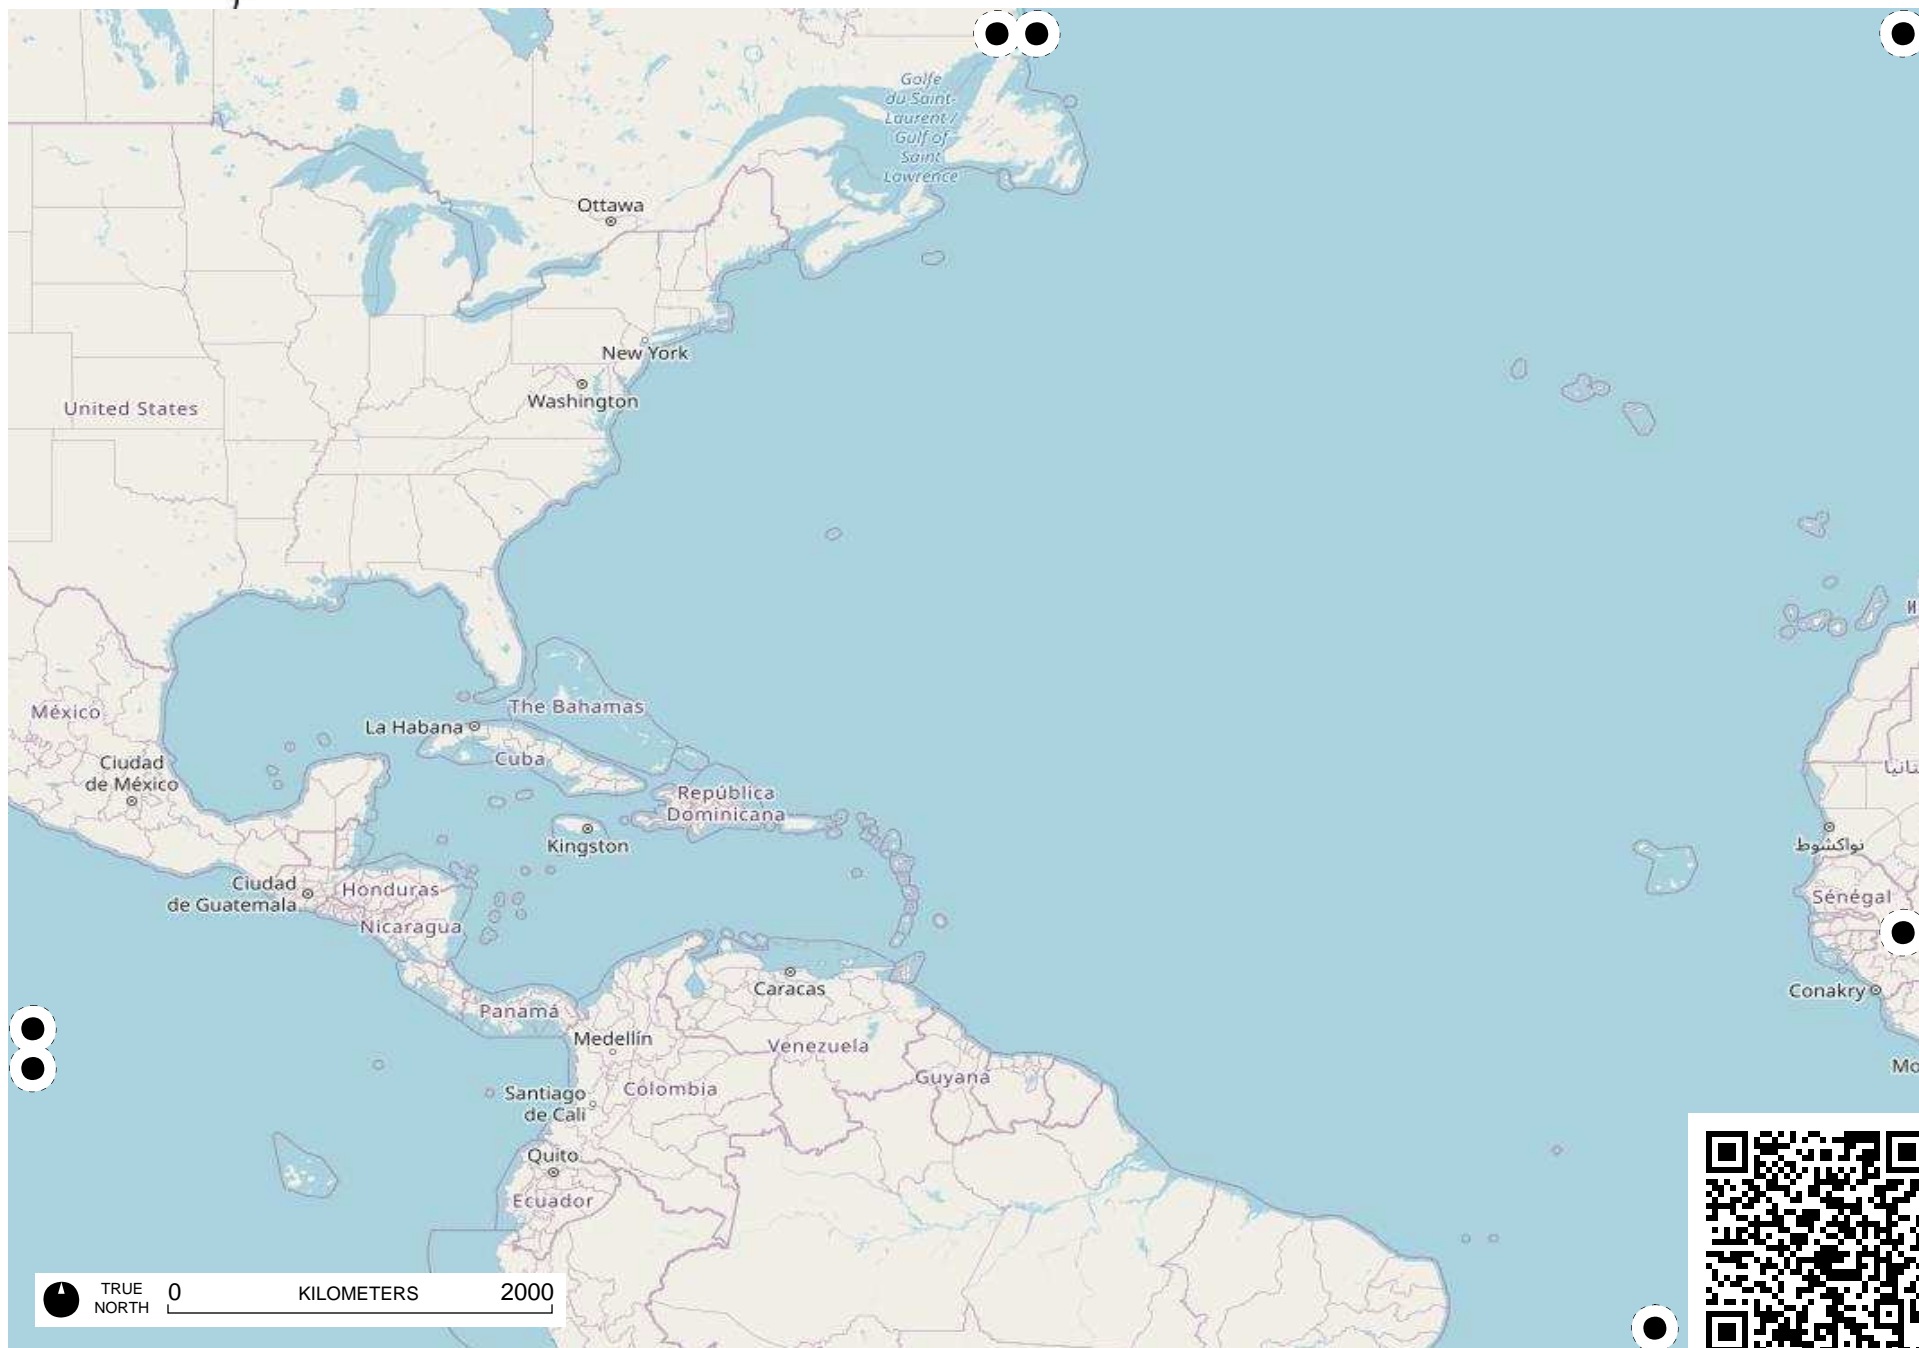 Golfe
du Saint-
Laurent /
Gulf of
Saint
Lawrence
Ottawa
New York
Washington
United States
México
La Habana
The Bahamas
Cuba
Ciudad
de México
República
Dominicana
Kingston
نواكشوط
Ciudad
de Guatemala
Honduras
Sénégal
Nicaragua
Caracas
Conakry
Panamá
Medellín
Venezuela
Guyana
Colombia
Santiago
de Cali
Quito
Ecuador
TRUE
NORTH
0 KILOMETERS 2000